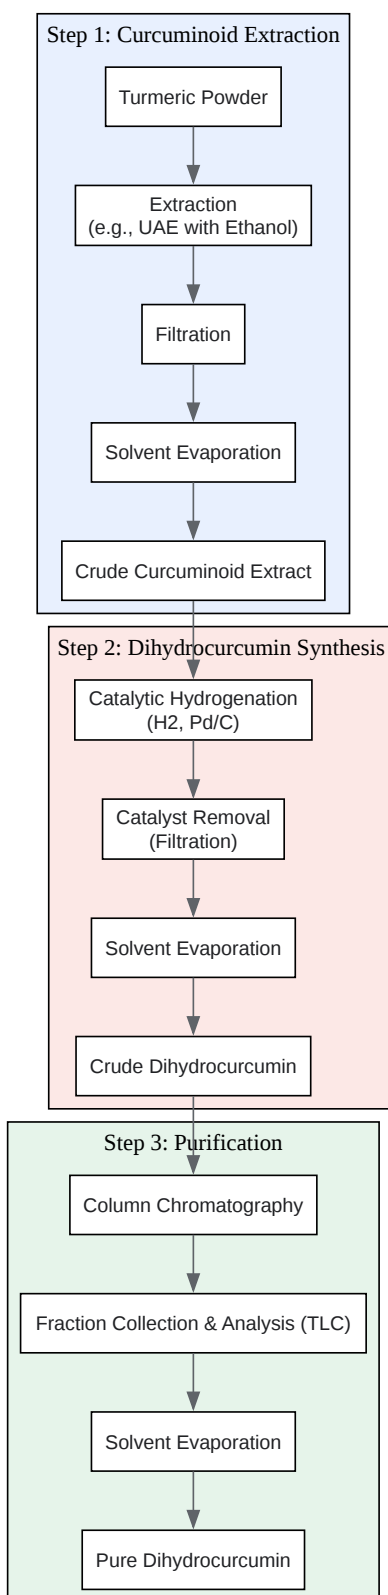 Step 1: Curcuminoid Extraction
Turmeric Powder
Extraction
(e.g., UAE with Ethanol)
Filtration
Solvent Evaporation
Crude Curcuminoid Extract
Step 2: Dihydrocurcumin Synthesis
Catalytic Hydrogenation
(H2, Pd/C)
Catalyst Removal
(Filtration)
Solvent Evaporation
Crude Dihydrocurcumin
Step 3: Purification
Column Chromatography
Fraction Collection & Analysis (TLC)
Solvent Evaporation
Pure Dihydrocurcumin